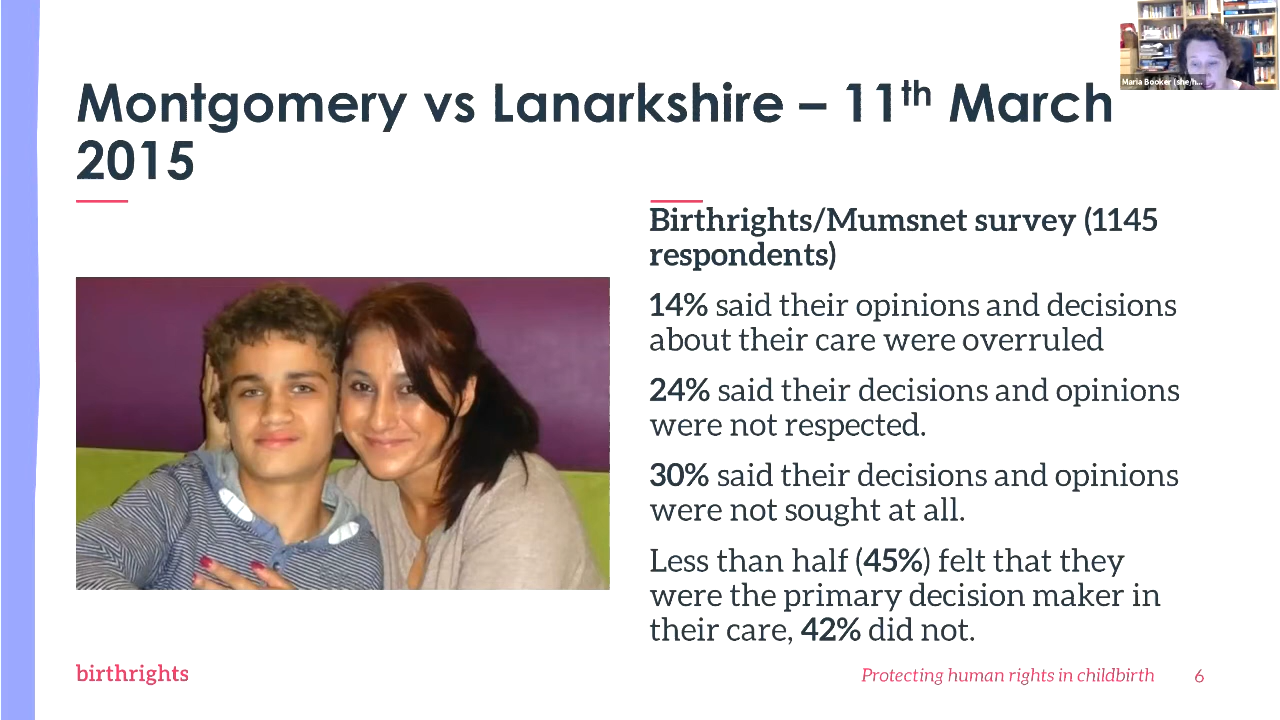 Maria Booker (she/h...
Montgomery vs Lanarkshire – 11th March
2015
Birthrights/Mumsnet survey (1145
respondents)
14% said their opinions and decisions
about their care were overruled
24% said their decisions and opinions
were not respected.
30% said their decisions and opinions
were not sought at all.
Less than half (45%) felt that they
were the primary decision maker in
their care, 42% did not.
birthrights
Protecting human rights in childbirth 6